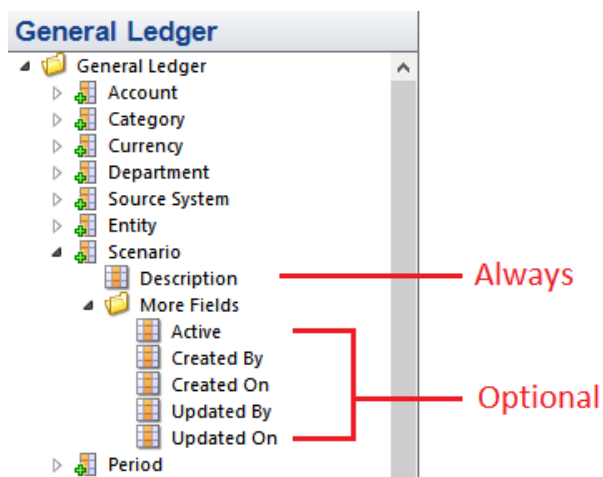 General Ledger
General Ledger
Account
Category
Currency
Department
Source System
Entity
Scenario
Description
Always
More Fields
Active
Created By
Created On
Optional
Updated By
Updated On
Period